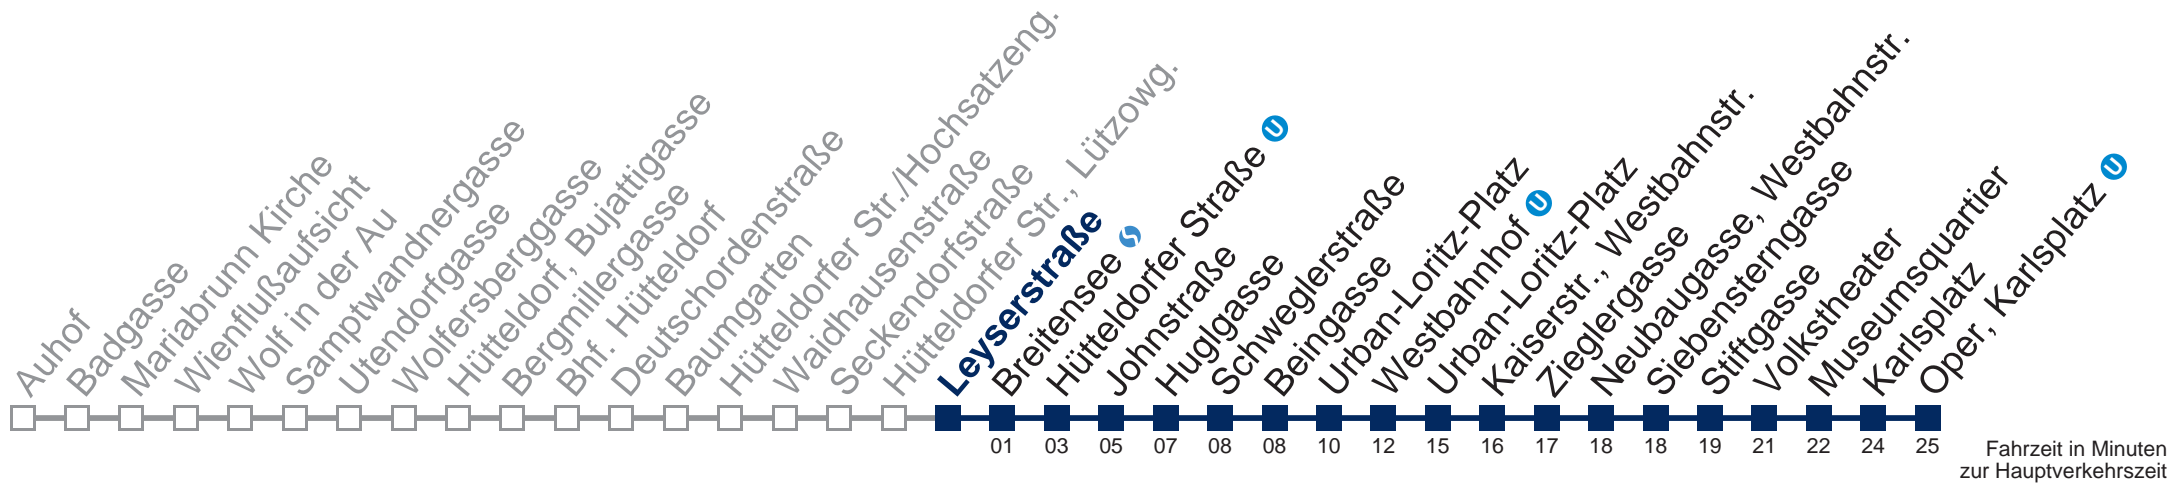 Auhof
Badgasse
Mariabrunn Kirche
Wienflußaufsicht
Wolf in der Au
Samptwandnergasse
Utendorfgasse
Wolfersberggasse
Hütteldorf, Bujattigasse
Bergmillergasse
Bhf. Hütteldorf
Deutschordenstraße
Baumgarten
Hütteldorfer Str./Hochsatzeng.
Waidhausenstraße
Seckendorfstraße
Hütteldorfer Str., Lützowg.
Leyserstraße
Breitensee S
Hütteldorfer Straße U
Johnstraße
Huglgasse
Schweglerstraße
Beingasse
Urban-Loritz-Platz
Westbahnhof U
Urban-Loritz-Platz
Kaiserstr., Westbahnstr.
Zieglergasse
Neubaugasse, Westbahnstr.
Siebensterngasse
Stiftgasse
Volkstheater
Museumsquartier
Karlsplatz
Oper, Karlsplatz U
01 03 05 07 08 08 10 12 15 16 17 18 18 19 21 22 24 25
Fahrzeit in Minuten
zur Hauptverkehrszeit